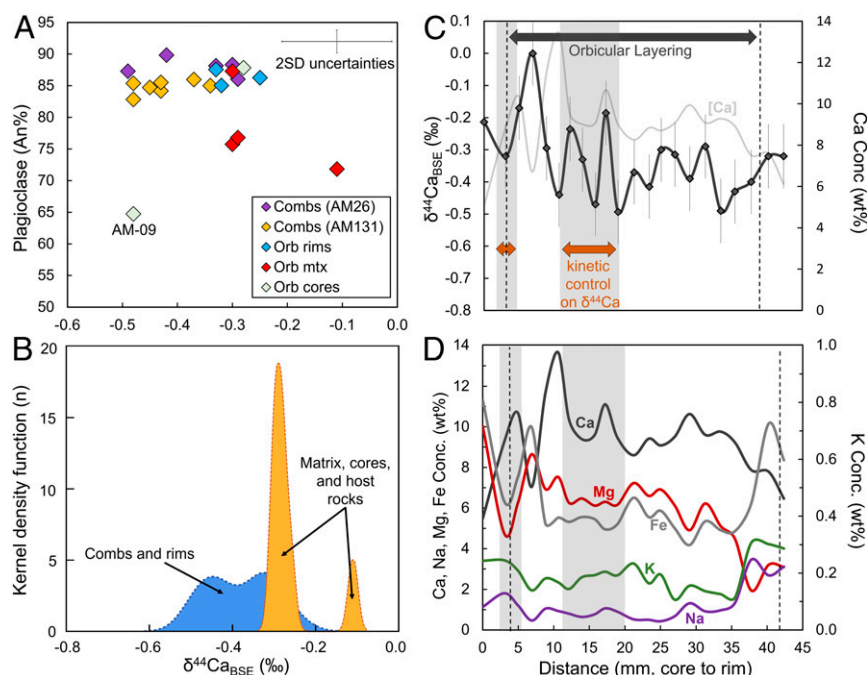 A
95
90
85
80
75
70
65
60
55
50
Plagioclase (An%)
2SD uncertainties
AM-09
Combs (AM26)
Combs (AM131)
Orb rims
Orb mtx
Orb cores
-0.6
-0.5
-0.4
-0.3
-0.2
-0.1
0.0
B
20
15
10
5
0
Kernel density function (n)
Matrix, cores,
and host
rocks
Combs and rims
-0.8
-0.6
-0.4
-0.2
-0.0
δ⁴⁴Ca_BSE (‰)
C
0.1
0.0
-0.1
-0.2
-0.3
-0.4
-0.5
-0.6
-0.7
-0.8
δ⁴⁴Ca_BSE (‰)
Orbicular Layering
[Ca]
kinetic
control
on δ⁴⁴Ca
14
12
10
8
6
4
2
0
Ca Conc (wt%)
D
14
12
10
8
6
4
2
0
Ca, Na, Mg, Fe Conc. (wt%)
Ca
Mg
Fe
K
Na
1.0
0.8
0.6
0.4
0.2
0.0
K Conc. (wt%)
0
5
10
15
20
25
30
35
40
45
Distance (mm, core to rim)